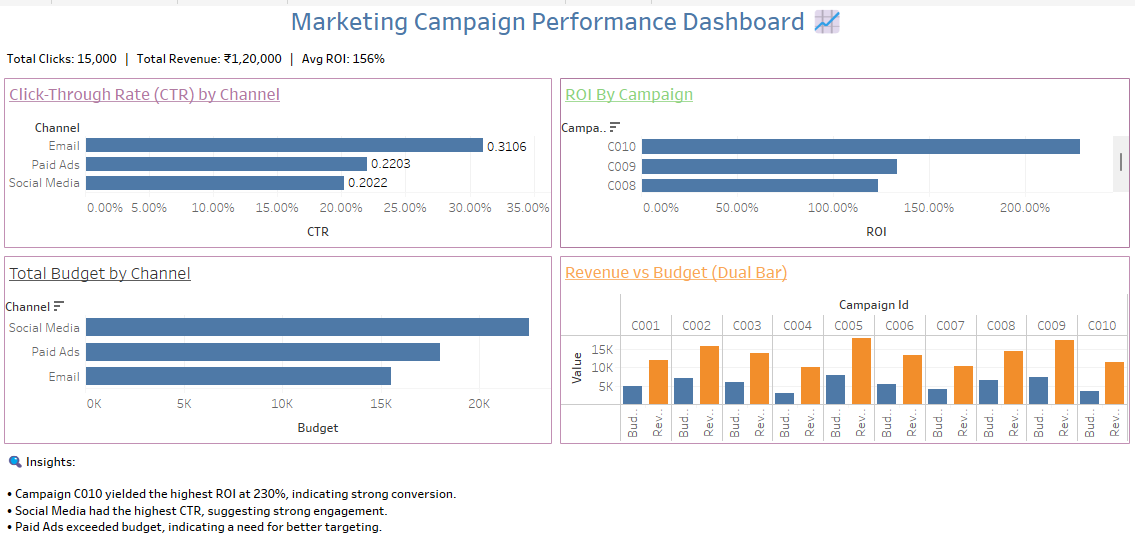 Marketing Campaign Performance Dashboard
Total Clicks: 15,000 | Total Revenue: ₹1,20,000 | Avg ROI: 156%
Click-Through Rate (CTR) by Channel
Channel
Email 0.3106
Paid Ads 0.2203
Social Media 0.2022
0.00% 5.00% 10.00% 15.00% 20.00% 25.00% 30.00% 35.00%
CTR
ROI By Campaign
Campa..
C010
C009
C008
0.00% 50.00% 100.00% 150.00% 200.00%
ROI
Total Budget by Channel
Channel
Social Media
Paid Ads
Email
0K 5K 10K 15K 20K
Budget
Revenue vs Budget (Dual Bar)
Campaign Id
C001 C002 C003 C004 C005 C006 C007 C008 C009 C010
Value
15K
10K
5K
Bud.. Rev.. Bud.. Rev.. Bud.. Rev.. Bud.. Rev.. Bud.. Rev.. Bud.. Rev.. Bud.. Rev.. Bud.. Rev.. Bud.. Rev.. Bud.. Rev..
Insights:
• Campaign C010 yielded the highest ROI at 230%, indicating strong conversion.
• Social Media had the highest CTR, suggesting strong engagement.
• Paid Ads exceeded budget, indicating a need for better targeting.